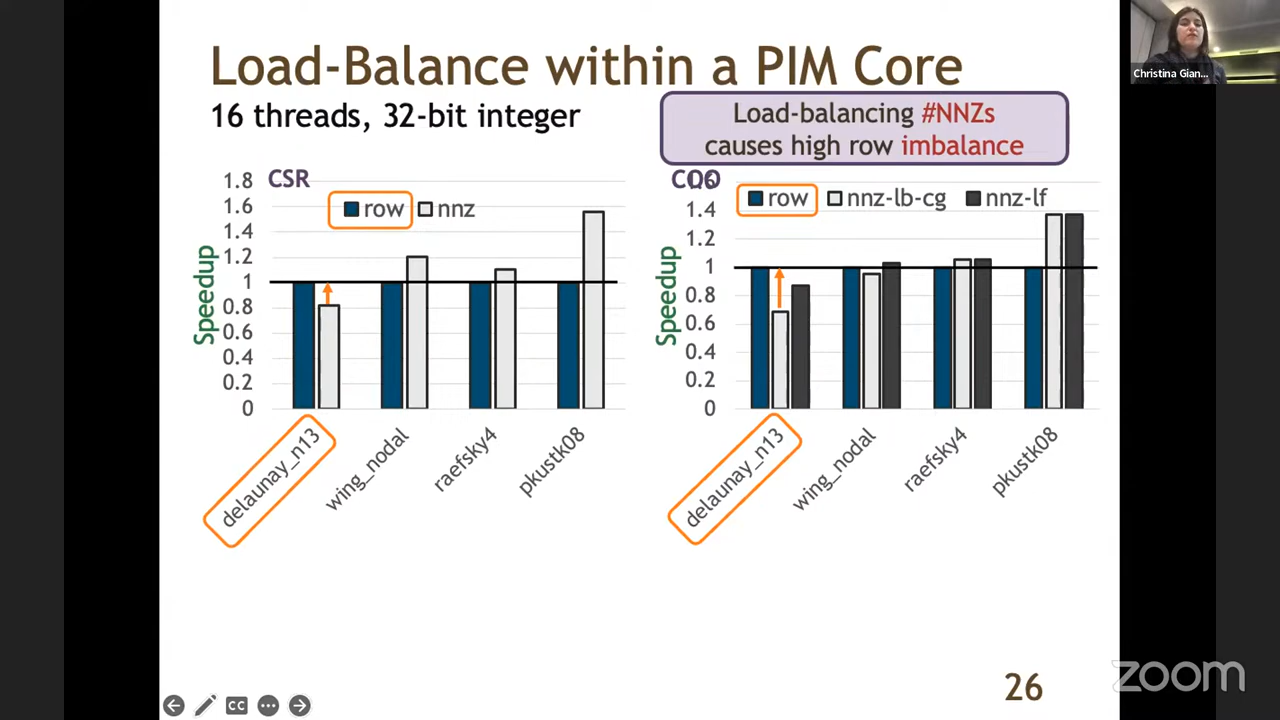 Load-Balance within a PIM Core
16 threads, 32-bit integer
Load-balancing #NNZs
causes high row imbalance
CSR
row nnz
Speedup
1.8
1.6
1.4
1.2
1
0.8
0.6
0.4
0.2
0
delaunay_n13
wing_nodal
raefsky4
pkustk08
COO
row nnz-lb-cg nnz-lf
Speedup
1.6
1.4
1.2
1
0.8
0.6
0.4
0.2
0
delaunay_n13
wing_nodal
raefsky4
pkustk08
26
CC
Christina Gian...
zoom